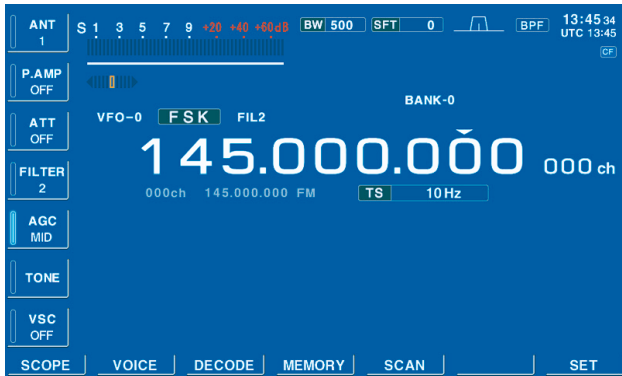 ANT
1
S 1 3 5 7 9 +20 +40 +60dB
BW 500
SFT 0
BPF
13:45 34
UTC 13:45
CF
P.AMP
OFF
BANK-0
ATT
OFF
VFO-0 FSK FIL2
145.000.000 000 ch
FILTER
2
000ch 145.000.000 FM
TS 10Hz
AGC
MID
TONE
VSC
OFF
SCOPE VOICE DECODE MEMORY SCAN SET